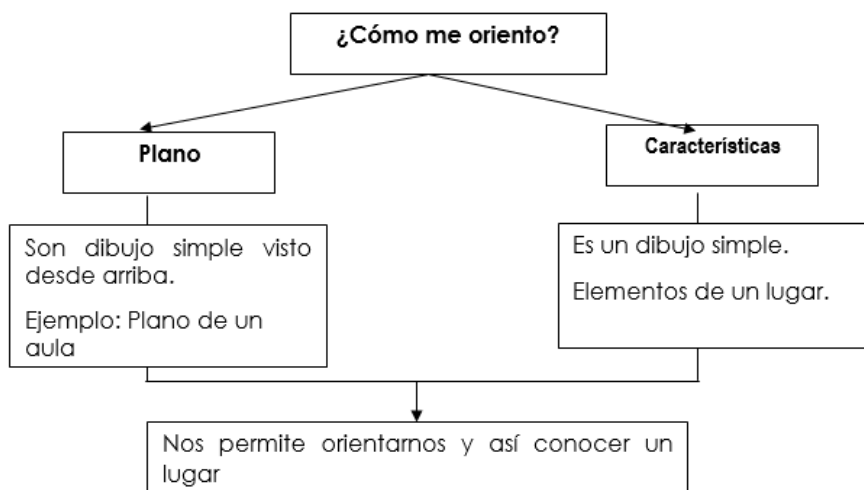 ¿Cómo me oriento?
Plano
Características
Son dibujo simple visto
desde arriba.
Ejemplo: Plano de un
aula
Es un dibujo simple.
Elementos de un lugar.
Nos permite orientarnos y así conocer un
lugar